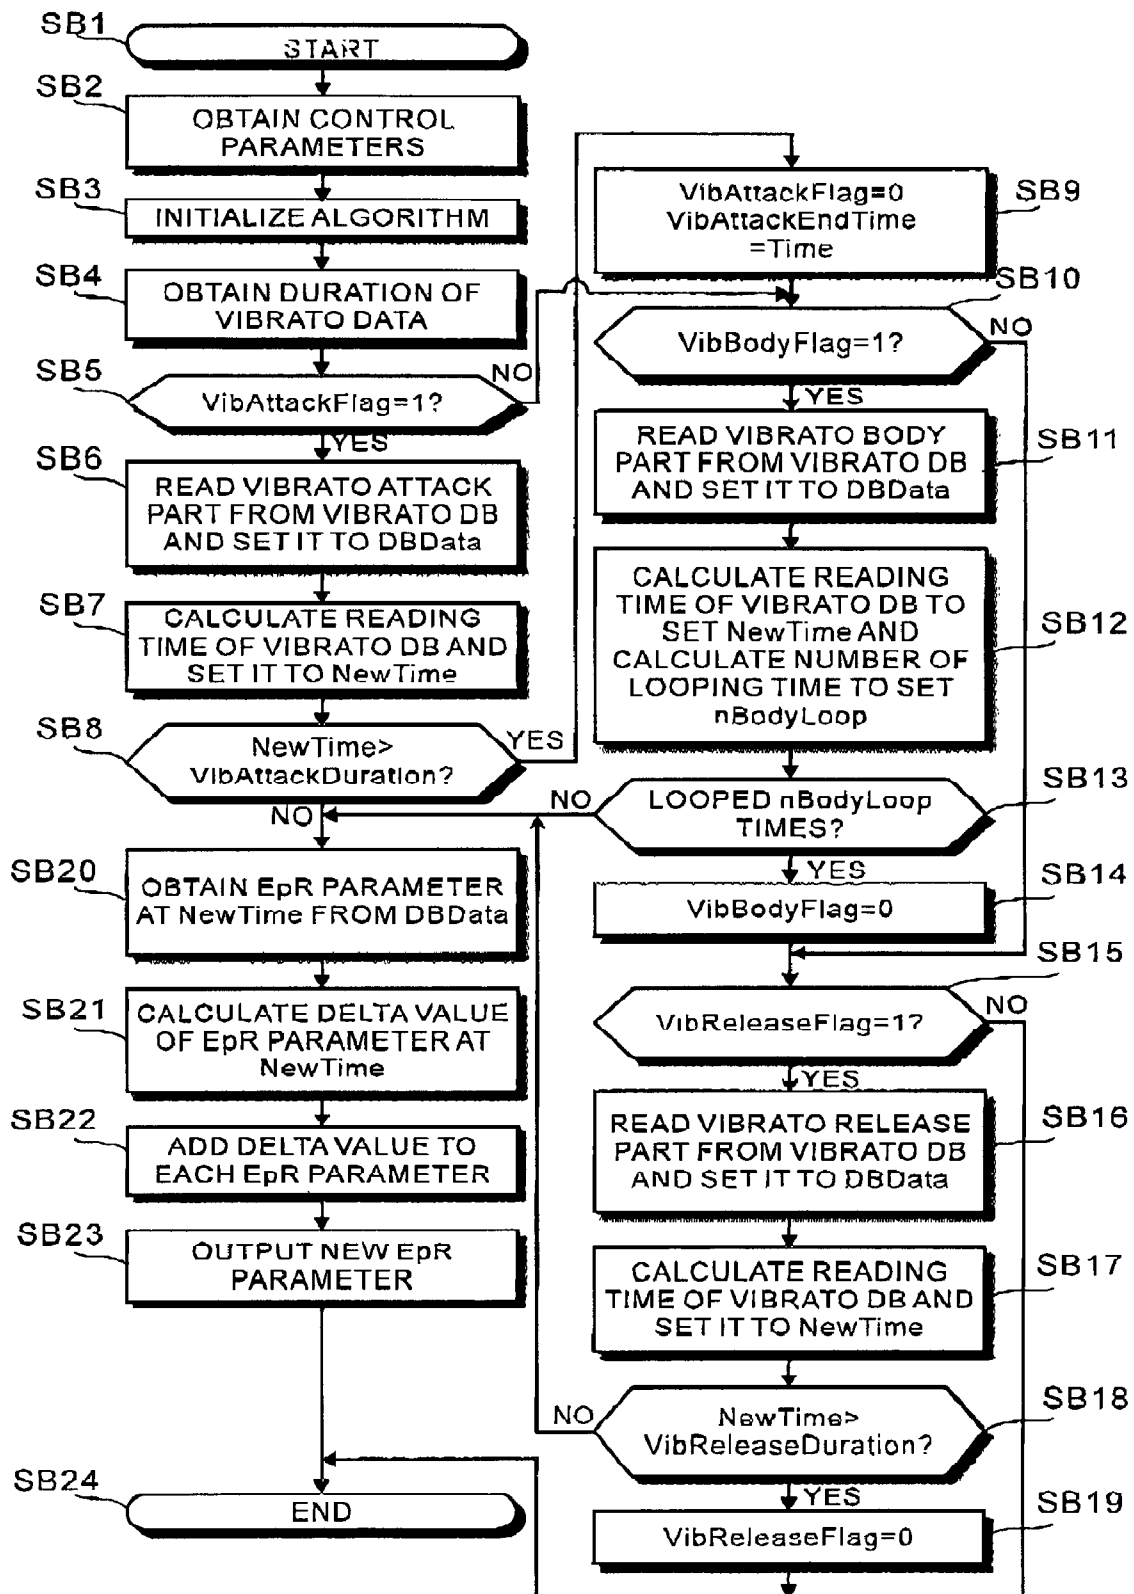 SB1
START
SB2
OBTAIN CONTROL
PARAMETERS
SB3
INITIALIZE ALGORITHM
SB4
OBTAIN DURATION OF
VIBRATO DATA
SB5
VibAttackFlag=1?
NO
YES
SB6
READ VIBRATO ATTACK
PART FROM VIBRATO DB
AND SET IT TO DBData
SB7
CALCULATE READING
TIME OF VIBRATO DB AND
SET IT TO NewTime
SB8
NewTime>
VibAttackDuration?
YES
NO
SB9
VibAttackFlag=0
VibAttackEndTime
=Time
SB10
VibBodyFlag=1?
NO
YES
SB11
READ VIBRATO BODY
PART FROM VIBRATO DB
AND SET IT TO DBData
SB12
CALCULATE READING
TIME OF VIBRATO DB TO
SET NewTime AND
CALCULATE NUMBER OF
LOOPING TIME TO SET
nBodyLoop
SB13
LOOPED nBodyLoop
TIMES?
NO
YES
SB14
VibBodyFlag=0
SB15
VibReleaseFlag=1?
NO
YES
SB16
READ VIBRATO RELEASE
PART FROM VIBRATO DB
AND SET IT TO DBData
SB17
CALCULATE READING
TIME OF VIBRATO DB AND
SET IT TO NewTime
SB18
NewTime>
VibReleaseDuration?
NO
YES
SB19
VibReleaseFlag=0
SB20
OBTAIN EpR PARAMETER
AT NewTime FROM DBData
SB21
CALCULATE DELTA VALUE
OF EpR PARAMETER AT
NewTime
SB22
ADD DELTA VALUE TO
EACH EpR PARAMETER
SB23
OUTPUT NEW EpR
PARAMETER
SB24
END